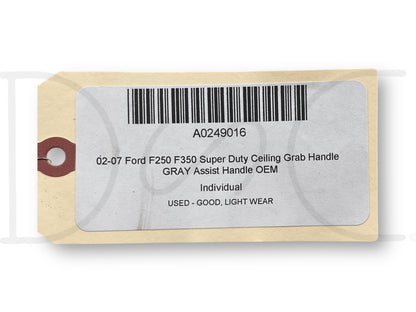 A0249016
02-07 Ford F250 F350 Super Duty Ceiling Grab Handle
GRAY Assist Handle OEM
Individual
USED - GOOD, LIGHT WEAR